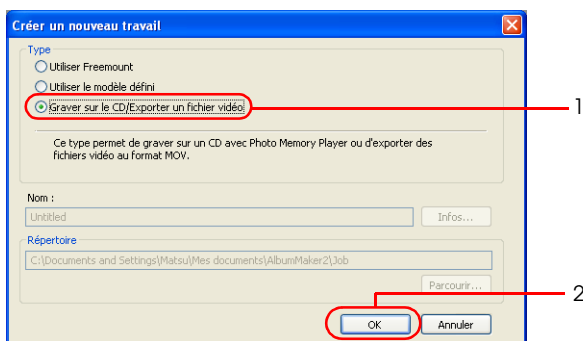 Créer un nouveau travail
Type
Utiliser Freemount
Utiliser le modèle défini
Graver sur le CD/Exporter un fichier vidéo
1
Ce type permet de graver sur un CD avec Photo Memory Player ou d'exporter des
fichiers vidéo au format MOV.
Nom :
Untitled
Infos...
Répertoire
C:\Documents and Settings\Matsu\Mes documents\AlbumMaker2\Job
Parcourir...
2
OK
Annuler